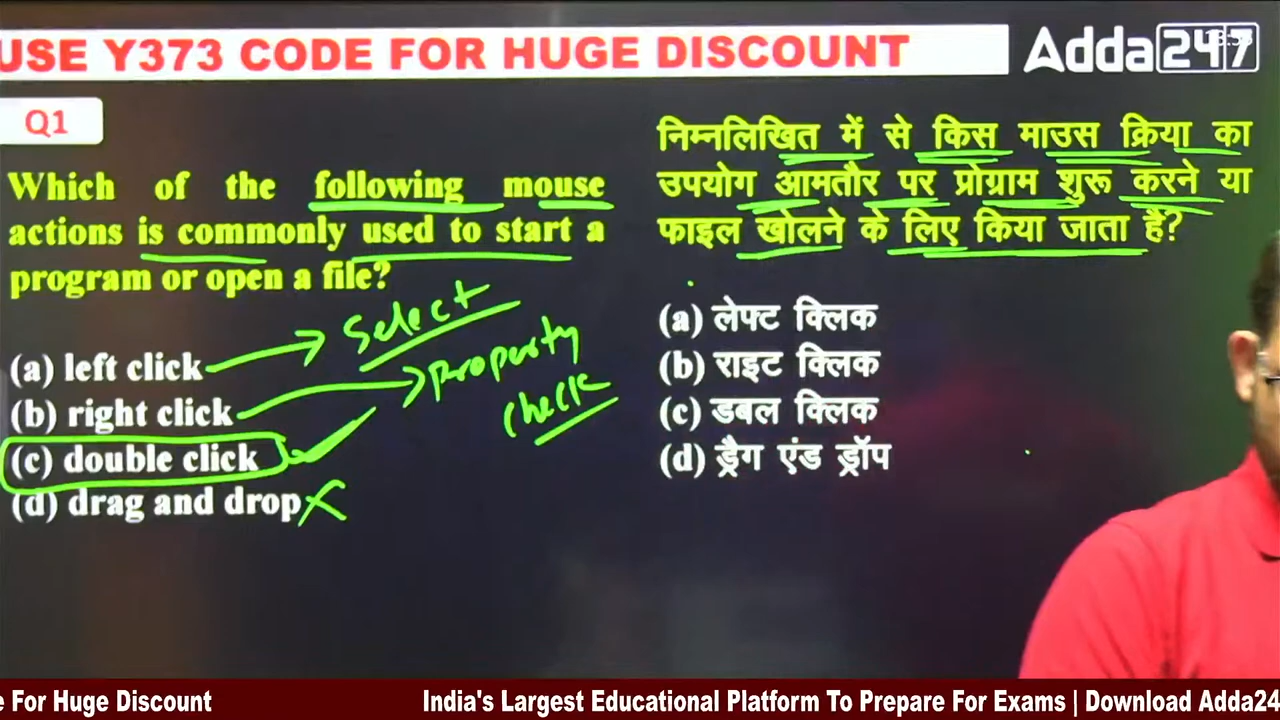 USE Y373 CODE FOR HUGE DISCOUNT
Adda247
Q1
Which of the following mouse
actions is commonly used to start a
program or open a file?
(a) left click
Select
(b) right click
Property
check
(c) double click
(d) drag and drop
निम्नलिखित में से किस माउस क्रिया का
उपयोग आमतौर पर प्रोग्राम शुरू करने या
फाइल खोलने के लिए किया जाता है?
(a) लेफ्ट क्लिक
(b) राइट क्लिक
(c) डबल क्लिक
(d) ड्रैग एंड ड्रॉप
e For Huge Discount
India's Largest Educational Platform To Prepare For Exams | Download Adda24